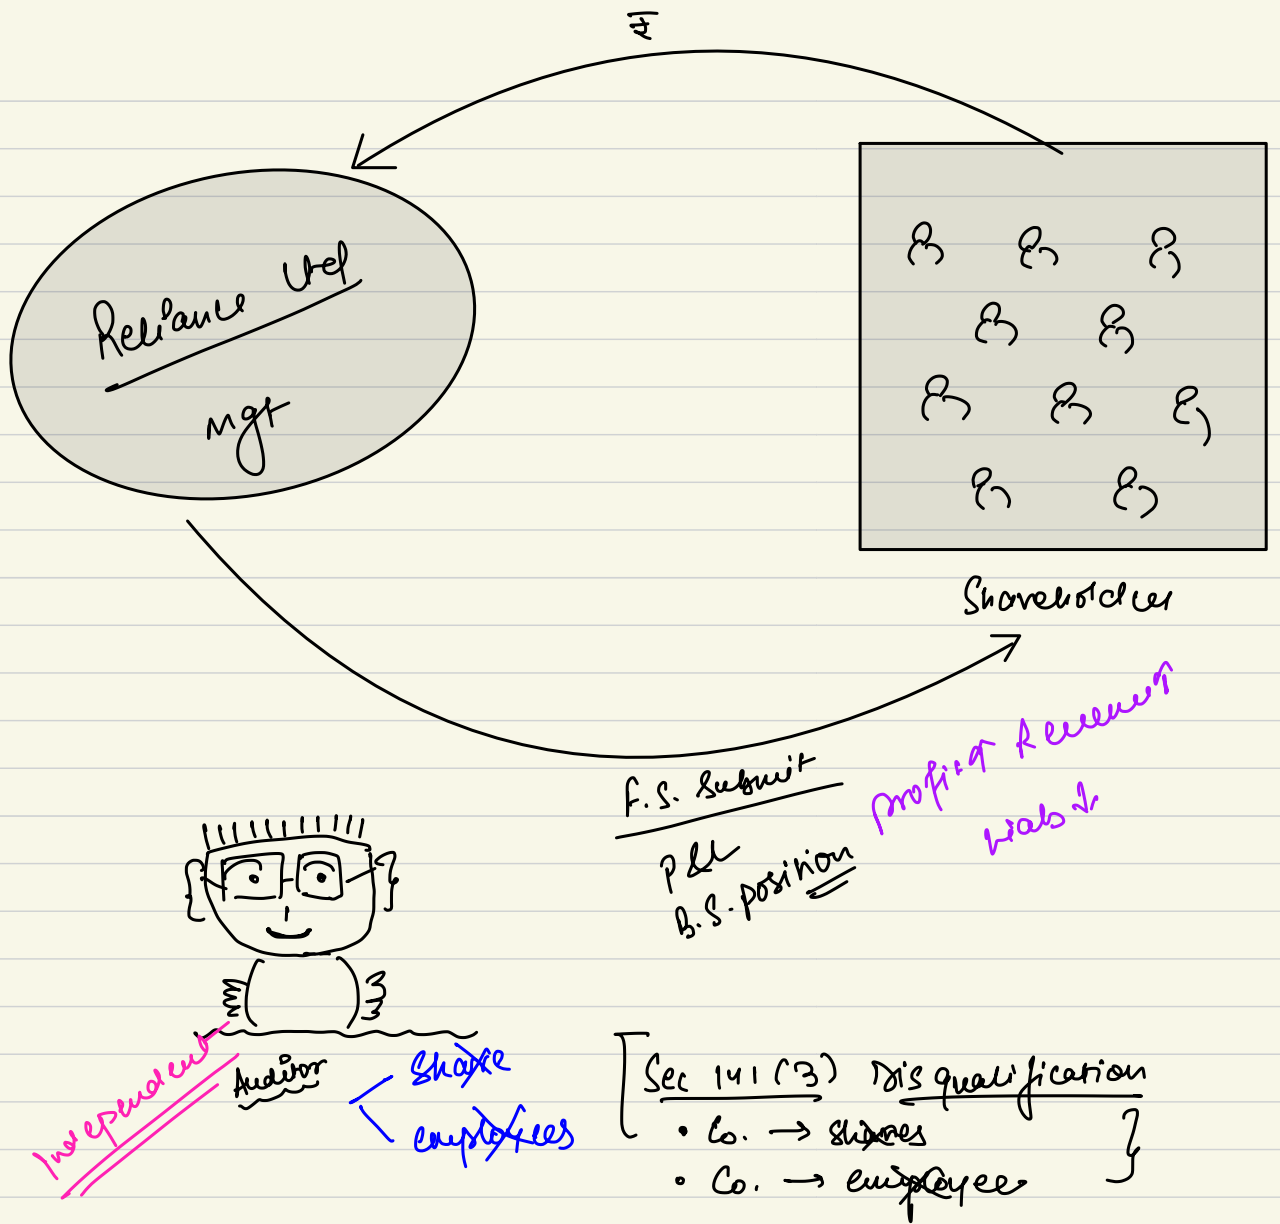 ₹
Reliance Ltd
mgt
Shareholders
F.S. Submit
P&L
B.S. position
profit↑ Revenue↑
Liab↓
Independent
Auditor
Share
employees
Sec 141(3) Disqualification
• Co. → shares
• Co. → employee